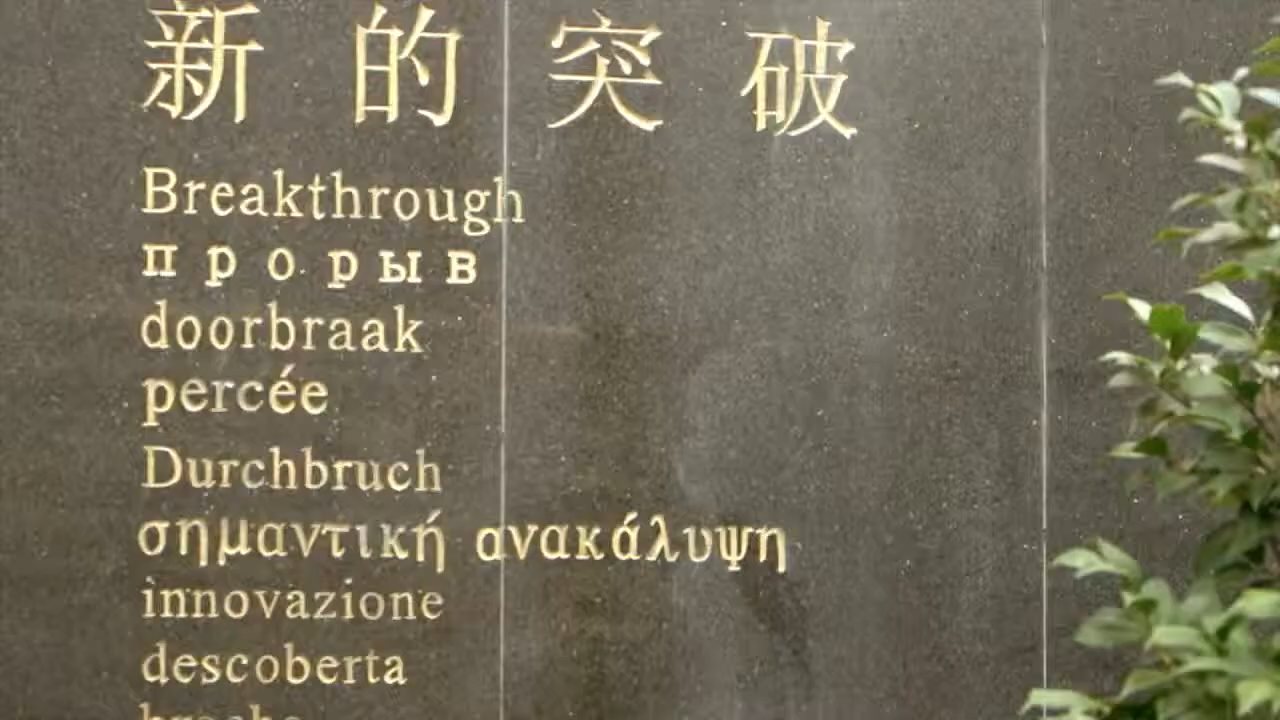 新的突破
Breakthrough
прорыв
doorbraak
percée
Durchbruch
σημαντική ανακάλυψη
innovazione
descoberta